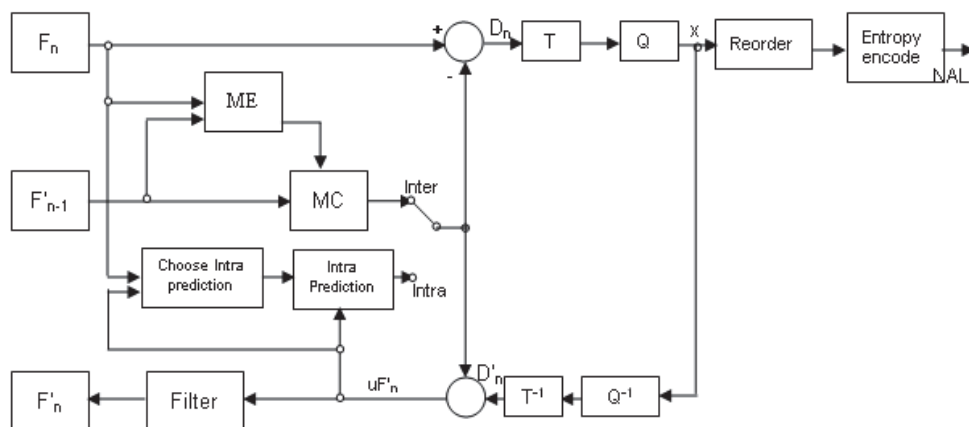 Fn
+
Dn
T
Q
X
Reorder
Entropy
encode
NAL
-
ME
F'n-1
MC
Inter
Choose Intra
prediction
Intra
Prediction
Intra
F'n
Filter
uF'n
D'n
T-1
Q-1